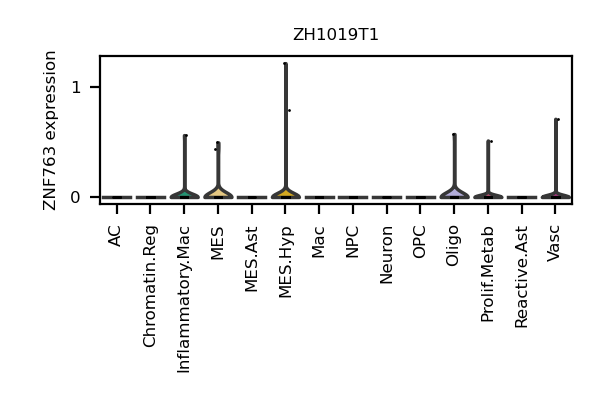 ZH1019T1
ZNF763 expression
1
0
AC
Chromatin.Reg
Inflammatory.Mac
MES
MES.Ast
MES.Hyp
Mac
NPC
Neuron
OPC
Oligo
Prolif.Metab
Reactive.Ast
Vasc